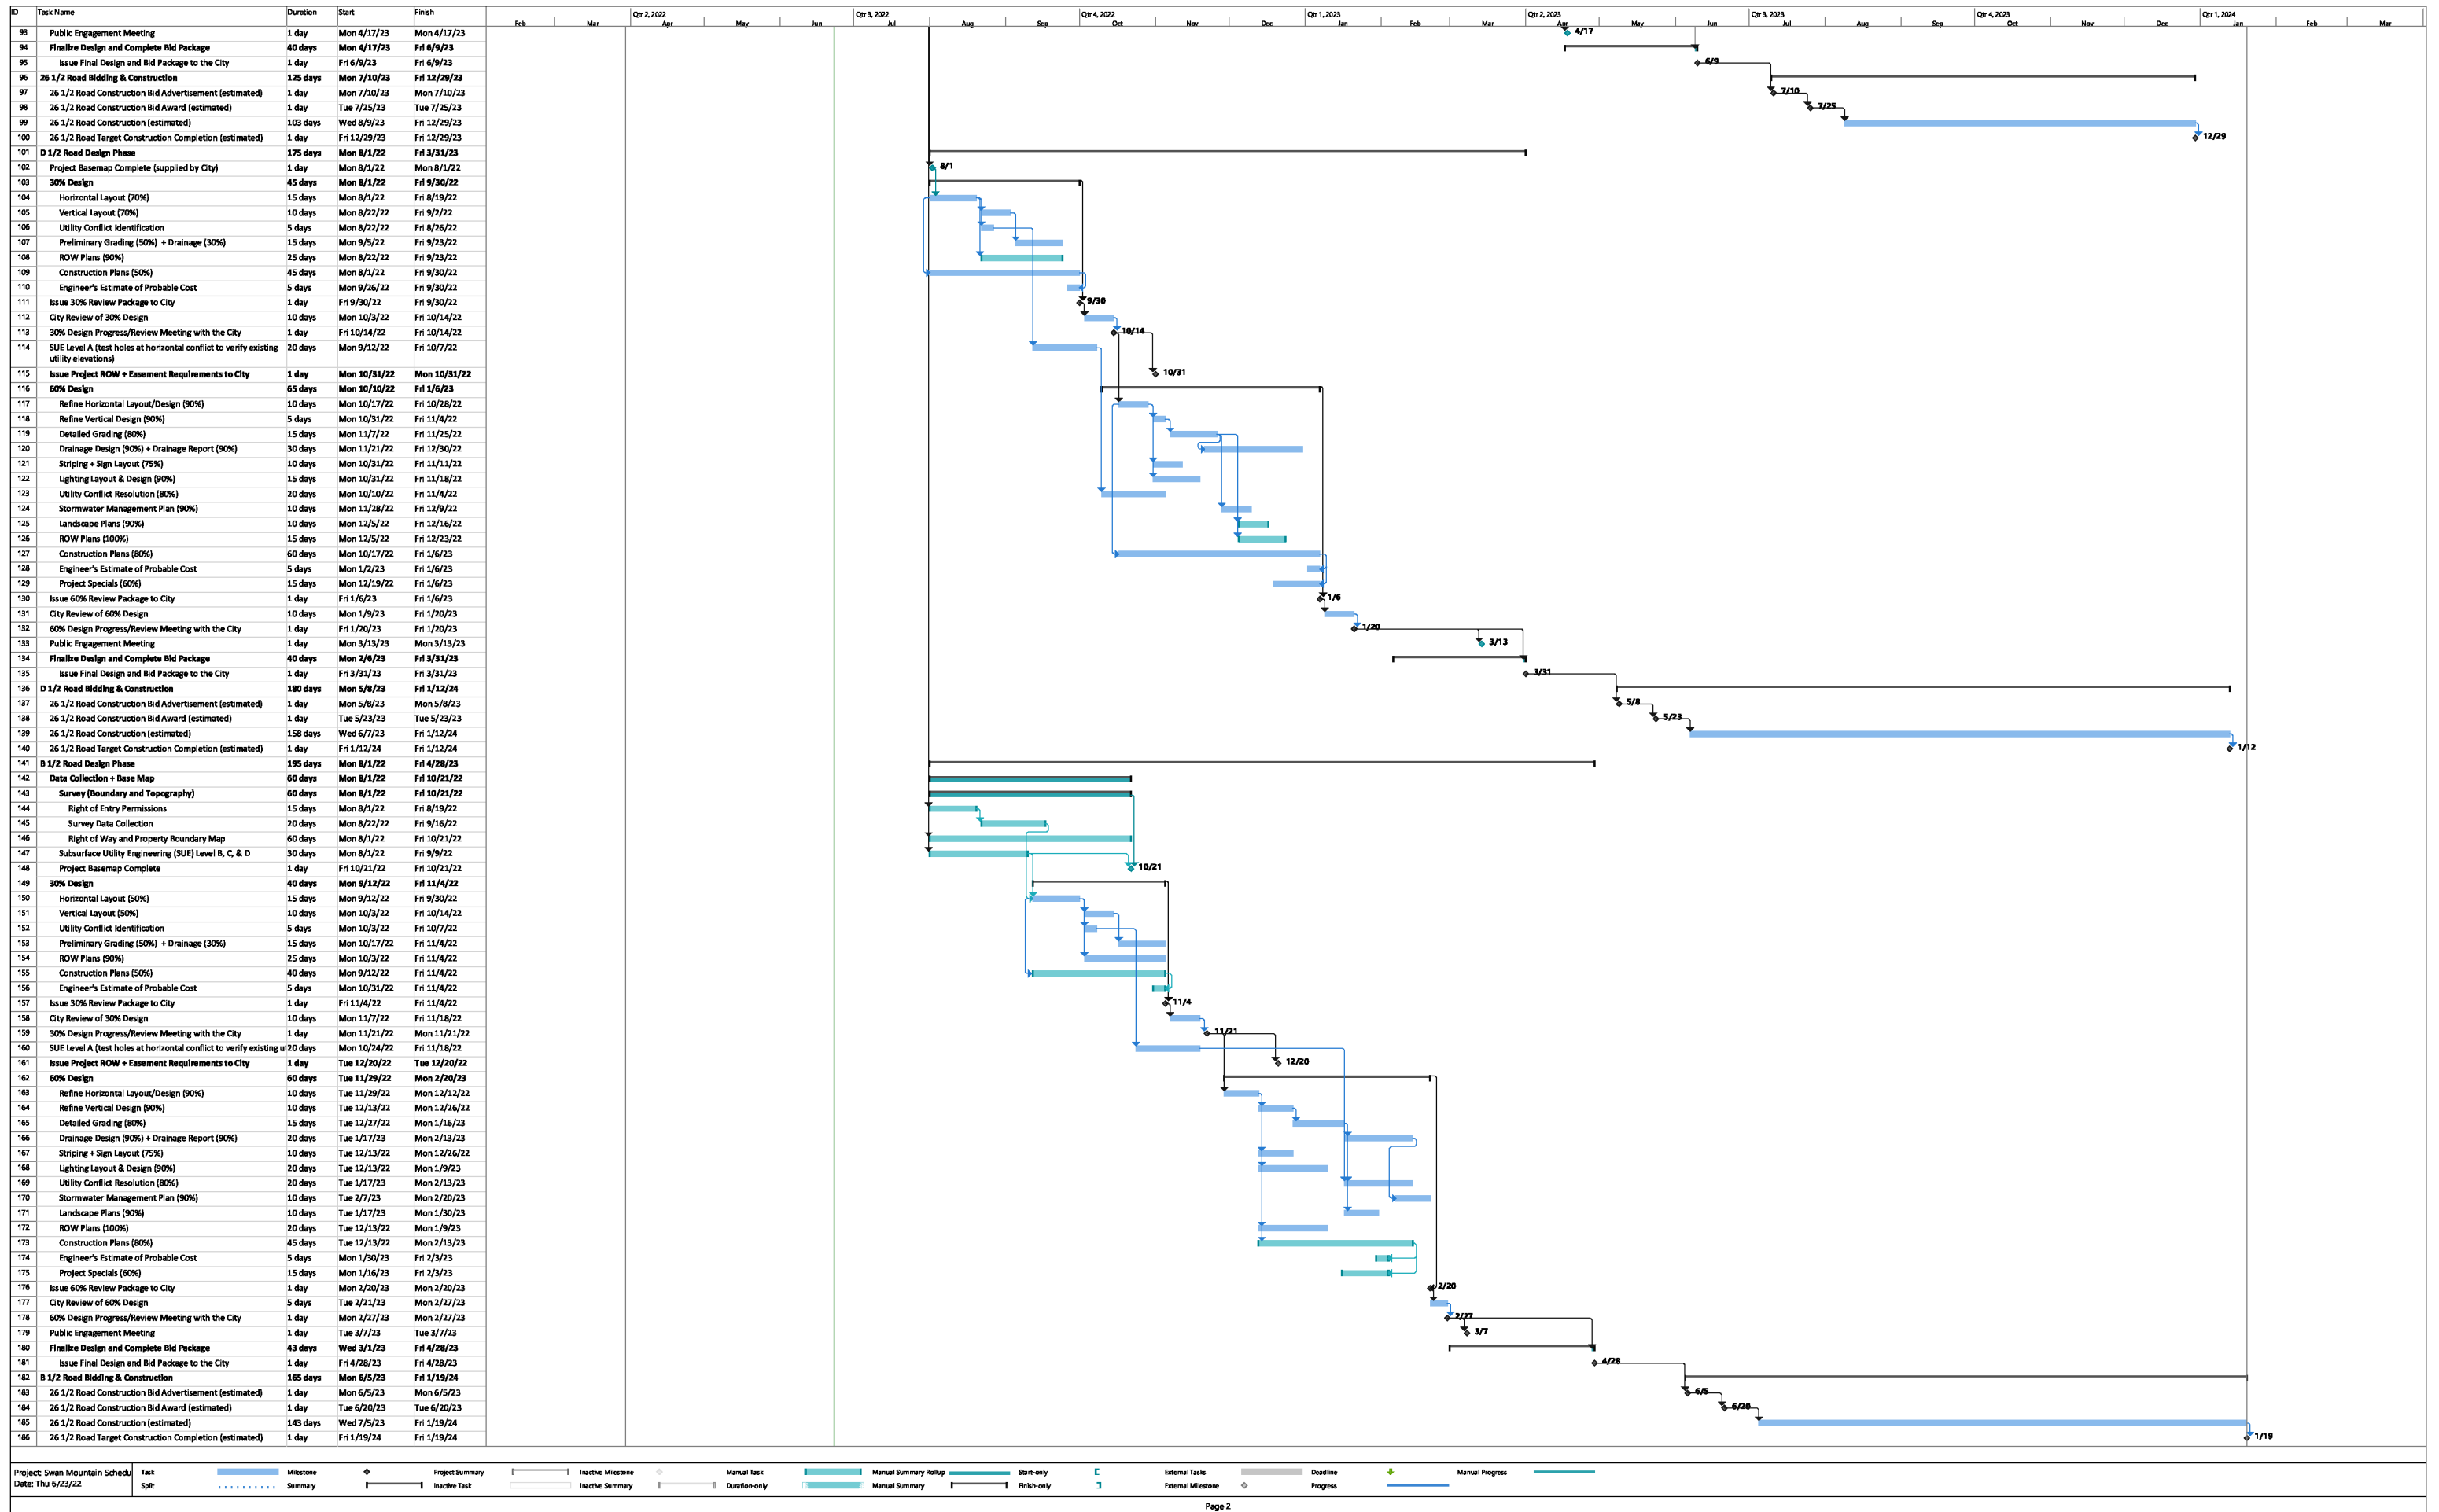 ID Task Name Duration Start Finish
Qtr 2, 2022 Qtr 3, 2022 Qtr 4, 2022 Qtr 1, 2023 Qtr 2, 2023 Qtr 3, 2023 Qtr 4, 2023 Qtr 1, 2024
Feb Mar Apr May Jun Jul Aug Sep Oct Nov Dec Jan Feb Mar Apr May Jun Jul Aug Sep Oct Nov Dec Jan Feb Mar
93 Public Engagement Meeting 1 day Mon 4/17/23 Mon 4/17/23 4/17
94 Finalize Design and Complete Bid Package 40 days Mon 4/17/23 Fri 6/9/23
95 Issue Final Design and Bid Package to the City 1 day Fri 6/9/23 Fri 6/9/23 6/9
96 26 1/2 Road Bidding & Construction 125 days Mon 7/10/23 Fri 12/29/23
97 26 1/2 Road Construction Bid Advertisement (estimated) 1 day Mon 7/10/23 Mon 7/10/23 7/10
98 26 1/2 Road Construction Bid Award (estimated) 1 day Tue 7/25/23 Tue 7/25/23 7/25
99 26 1/2 Road Construction (estimated) 103 days Wed 8/9/23 Fri 12/29/23
100 26 1/2 Road Target Construction Completion (estimated) 1 day Fri 12/29/23 Fri 12/29/23 12/29
101 D 1/2 Road Design Phase 175 days Mon 8/1/22 Fri 3/31/23
102 Project Basemap Complete (supplied by City) 1 day Mon 8/1/22 Mon 8/1/22 8/1
103 30% Design 45 days Mon 8/1/22 Fri 9/30/22
104 Horizontal Layout (70%) 15 days Mon 8/1/22 Fri 8/19/22
105 Vertical Layout (70%) 10 days Mon 8/22/22 Fri 9/2/22
106 Utility Conflict Identification 5 days Mon 8/22/22 Fri 8/26/22
107 Preliminary Grading (50%) + Drainage (30%) 15 days Mon 9/5/22 Fri 9/23/22
108 ROW Plans (90%) 25 days Mon 8/22/22 Fri 9/23/22
109 Construction Plans (50%) 45 days Mon 8/1/22 Fri 9/30/22
110 Engineer's Estimate of Probable Cost 5 days Mon 9/26/22 Fri 9/30/22
111 Issue 30% Review Package to City 1 day Fri 9/30/22 Fri 9/30/22 9/30
112 City Review of 30% Design 10 days Mon 10/3/22 Fri 10/14/22
113 30% Design Progress/Review Meeting with the City 1 day Fri 10/14/22 Fri 10/14/22 10/14
114 SUE Level A (test holes at horizontal conflict to verify existing 20 days Mon 9/12/22 Fri 10/7/22
utility elevations)
115 Issue Project ROW + Easement Requirements to City 1 day Mon 10/31/22 Mon 10/31/22 10/31
116 60% Design 65 days Mon 10/10/22 Fri 1/6/23
117 Refine Horizontal Layout/Design (90%) 10 days Mon 10/17/22 Fri 10/28/22
118 Refine Vertical Design (90%) 5 days Mon 10/31/22 Fri 11/4/22
119 Detailed Grading (80%) 15 days Mon 11/7/22 Fri 11/25/22
120 Drainage Design (90%) + Drainage Report (90%) 30 days Mon 11/21/22 Fri 12/30/22
121 Striping + Sign Layout (75%) 10 days Mon 10/31/22 Fri 11/11/22
122 Lighting Layout & Design (90%) 15 days Mon 10/31/22 Fri 11/18/22
123 Utility Conflict Resolution (80%) 20 days Mon 10/10/22 Fri 11/4/22
124 Stormwater Management Plan (90%) 10 days Mon 11/28/22 Fri 12/9/22
125 Landscape Plans (90%) 10 days Mon 12/5/22 Fri 12/16/22
126 ROW Plans (100%) 15 days Mon 12/5/22 Fri 12/23/22
127 Construction Plans (80%) 60 days Mon 10/17/22 Fri 1/6/23
128 Engineer's Estimate of Probable Cost 5 days Mon 1/2/23 Fri 1/6/23
129 Project Specials (60%) 15 days Mon 12/19/22 Fri 1/6/23
130 Issue 60% Review Package to City 1 day Fri 1/6/23 Fri 1/6/23 1/6
131 City Review of 60% Design 10 days Mon 1/9/23 Fri 1/20/23
132 60% Design Progress/Review Meeting with the City 1 day Fri 1/20/23 Fri 1/20/23 1/20
133 Public Engagement Meeting 1 day Mon 3/13/23 Mon 3/13/23 3/13
134 Finalize Design and Complete Bid Package 40 days Mon 2/6/23 Fri 3/31/23
135 Issue Final Design and Bid Package to the City 1 day Fri 3/31/23 Fri 3/31/23 3/31
136 D 1/2 Road Bidding & Construction 180 days Mon 5/8/23 Fri 1/12/24
137 26 1/2 Road Construction Bid Advertisement (estimated) 1 day Mon 5/8/23 Mon 5/8/23 5/8
138 26 1/2 Road Construction Bid Award (estimated) 1 day Tue 5/23/23 Tue 5/23/23 5/23
139 26 1/2 Road Construction (estimated) 158 days Wed 6/7/23 Fri 1/12/24
140 26 1/2 Road Target Construction Completion (estimated) 1 day Fri 1/12/24 Fri 1/12/24 1/12
141 B 1/2 Road Design Phase 195 days Mon 8/1/22 Fri 4/28/23
142 Data Collection + Base Map 60 days Mon 8/1/22 Fri 10/21/22
143 Survey (Boundary and Topography) 60 days Mon 8/1/22 Fri 10/21/22
144 Right of Entry Permissions 15 days Mon 8/1/22 Fri 8/19/22
145 Survey Data Collection 20 days Mon 8/22/22 Fri 9/16/22
146 Right of Way and Property Boundary Map 60 days Mon 8/1/22 Fri 10/21/22
147 Subsurface Utility Engineering (SUE) Level B, C, & D 30 days Mon 8/1/22 Fri 9/9/22
148 Project Basemap Complete 1 day Fri 10/21/22 Fri 10/21/22 10/21
149 30% Design 40 days Mon 9/12/22 Fri 11/4/22
150 Horizontal Layout (50%) 15 days Mon 9/12/22 Fri 9/30/22
151 Vertical Layout (50%) 10 days Mon 10/3/22 Fri 10/14/22
152 Utility Conflict Identification 5 days Mon 10/3/22 Fri 10/7/22
153 Preliminary Grading (50%) + Drainage (30%) 15 days Mon 10/17/22 Fri 11/4/22
154 ROW Plans (90%) 25 days Mon 10/3/22 Fri 11/4/22
155 Construction Plans (50%) 40 days Mon 9/12/22 Fri 11/4/22
156 Engineer's Estimate of Probable Cost 5 days Mon 10/31/22 Fri 11/4/22
157 Issue 30% Review Package to City 1 day Fri 11/4/22 Fri 11/4/22 11/4
158 City Review of 30% Design 10 days Mon 11/7/22 Fri 11/18/22
159 30% Design Progress/Review Meeting with the City 1 day Mon 11/21/22 Mon 11/21/22 11/21
160 SUE Level A (test holes at horizontal conflict to verify existing u 20 days Mon 10/24/22 Fri 11/18/22
161 Issue Project ROW + Easement Requirements to City 1 day Tue 12/20/22 Tue 12/20/22 12/20
162 60% Design 60 days Tue 11/29/22 Mon 2/20/23
163 Refine Horizontal Layout/Design (90%) 10 days Tue 11/29/22 Mon 12/12/22
164 Refine Vertical Design (90%) 10 days Tue 12/13/22 Mon 12/26/22
165 Detailed Grading (80%) 15 days Tue 12/27/22 Mon 1/16/23
166 Drainage Design (90%) + Drainage Report (90%) 20 days Tue 1/17/23 Mon 2/13/23
167 Striping + Sign Layout (75%) 10 days Tue 12/13/22 Mon 12/26/22
168 Lighting Layout & Design (90%) 20 days Tue 12/13/22 Mon 1/9/23
169 Utility Conflict Resolution (80%) 20 days Tue 1/17/23 Mon 2/13/23
170 Stormwater Management Plan (90%) 10 days Tue 2/7/23 Mon 2/20/23
171 Landscape Plans (90%) 10 days Tue 1/17/23 Mon 1/30/23
172 ROW Plans (100%) 20 days Tue 12/13/22 Mon 1/9/23
173 Construction Plans (80%) 45 days Tue 12/13/22 Mon 2/13/23
174 Engineer's Estimate of Probable Cost 5 days Mon 1/30/23 Fri 2/3/23
175 Project Specials (60%) 15 days Mon 1/16/23 Fri 2/3/23
176 Issue 60% Review Package to City 1 day Mon 2/20/23 Mon 2/20/23 2/20
177 City Review of 60% Design 5 days Tue 2/21/23 Mon 2/27/23
178 60% Design Progress/Review Meeting with the City 1 day Mon 2/27/23 Mon 2/27/23 2/27
179 Public Engagement Meeting 1 day Tue 3/7/23 Tue 3/7/23 3/7
180 Finalize Design and Complete Bid Package 43 days Wed 3/1/23 Fri 4/28/23
181 Issue Final Design and Bid Package to the City 1 day Fri 4/28/23 Fri 4/28/23 4/28
182 B 1/2 Road Bidding & Construction 165 days Mon 6/5/23 Fri 1/19/24
183 26 1/2 Road Construction Bid Advertisement (estimated) 1 day Mon 6/5/23 Mon 6/5/23 6/5
184 26 1/2 Road Construction Bid Award (estimated) 1 day Tue 6/20/23 Tue 6/20/23 6/20
185 26 1/2 Road Construction (estimated) 143 days Wed 7/5/23 Fri 1/19/24
186 26 1/2 Road Target Construction Completion (estimated) 1 day Fri 1/19/24 Fri 1/19/24 1/19
Project: Swan Mountain Schedu
Date: Thu 6/23/22
Task Milestone Project Summary Inactive Milestone Manual Task Manual Summary Rollup Start-only External Tasks Deadline Manual Progress
Split Summary Inactive Task Inactive Summary Duration-only Manual Summary Finish-only External Milestone Progress
Page 2